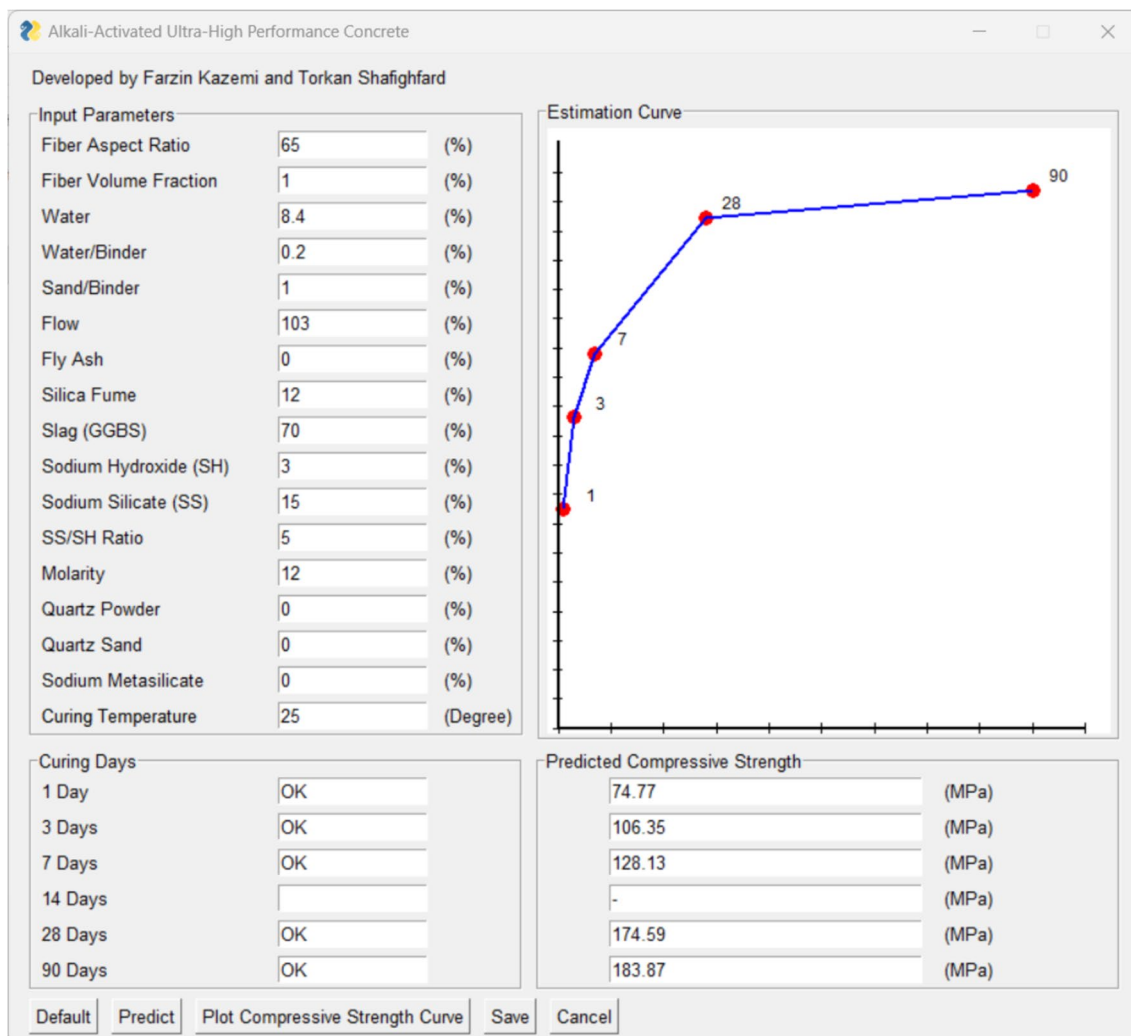 Alkali-Activated Ultra-High Performance Concrete
Developed by Farzin Kazemi and Torkan Shafighfard
Input Parameters
Fiber Aspect Ratio 65 (%)
Fiber Volume Fraction 1 (%)
Water 8.4 (%)
Water/Binder 0.2 (%)
Sand/Binder 1 (%)
Flow 103 (%)
Fly Ash 0 (%)
Silica Fume 12 (%)
Slag (GGBS) 70 (%)
Sodium Hydroxide (SH) 3 (%)
Sodium Silicate (SS) 15 (%)
SS/SH Ratio 5 (%)
Molarity 12 (%)
Quartz Powder 0 (%)
Quartz Sand 0 (%)
Sodium Metasilicate 0 (%)
Curing Temperature 25 (Degree)
Estimation Curve
90
28
7
3
1
Curing Days
1 Day OK
3 Days OK
7 Days OK
14 Days
28 Days OK
90 Days OK
Predicted Compressive Strength
74.77 (MPa)
106.35 (MPa)
128.13 (MPa)
- (MPa)
174.59 (MPa)
183.87 (MPa)
Default Predict Plot Compressive Strength Curve Save Cancel